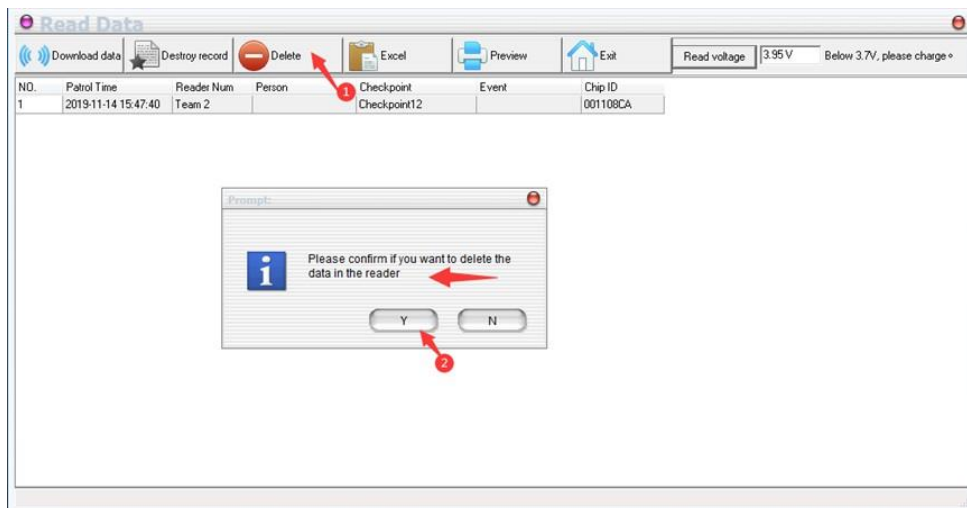 Read Data
Download data Destroy record Delete Excel Preview Exit Read voltage 3.95 V Below 3.7V, please charge。
NO. Patrol Time Reader Num Person Checkpoint Event Chip ID
1 2019-11-14 15:47:40 Team 2 Checkpoint12 001108CA
1
Prompt:
Please confirm if you want to delete the
data in the reader
Y N
2